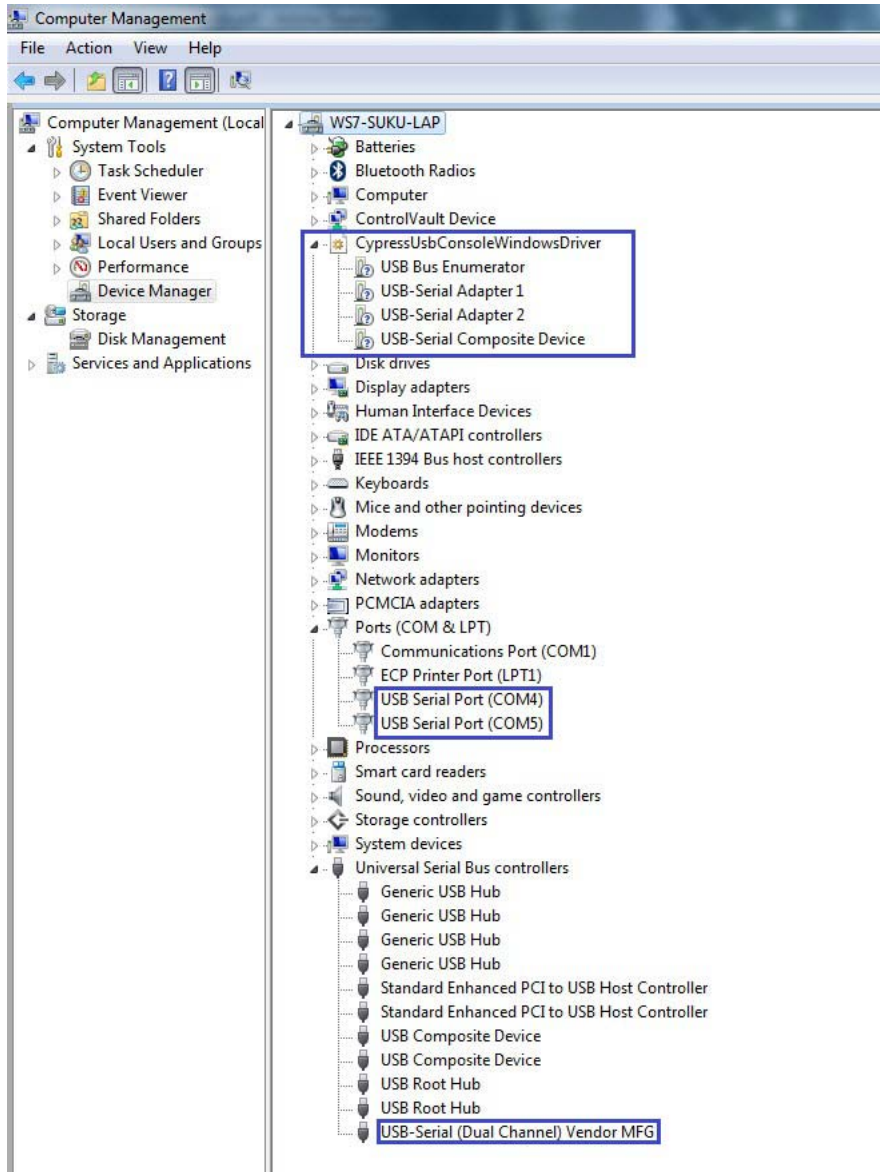 Computer Management
File Action View Help
Computer Management (Local
System Tools
Task Scheduler
Event Viewer
Shared Folders
Local Users and Groups
Performance
Device Manager
Storage
Disk Management
Services and Applications
WS7-SUKU-LAP
Batteries
Bluetooth Radios
Computer
ControlVault Device
CypressUsbConsoleWindowsDriver
USB Bus Enumerator
USB-Serial Adapter 1
USB-Serial Adapter 2
USB-Serial Composite Device
Disk drives
Display adapters
Human Interface Devices
IDE ATA/ATAPI controllers
IEEE 1394 Bus host controllers
Keyboards
Mice and other pointing devices
Modems
Monitors
Network adapters
PCMCIA adapters
Ports (COM & LPT)
Communications Port (COM1)
ECP Printer Port (LPT1)
USB Serial Port (COM4)
USB Serial Port (COM5)
Processors
Smart card readers
Sound, video and game controllers
Storage controllers
System devices
Universal Serial Bus controllers
Generic USB Hub
Generic USB Hub
Generic USB Hub
Generic USB Hub
Standard Enhanced PCI to USB Host Controller
Standard Enhanced PCI to USB Host Controller
USB Composite Device
USB Composite Device
USB Root Hub
USB Root Hub
USB-Serial (Dual Channel) Vendor MFG